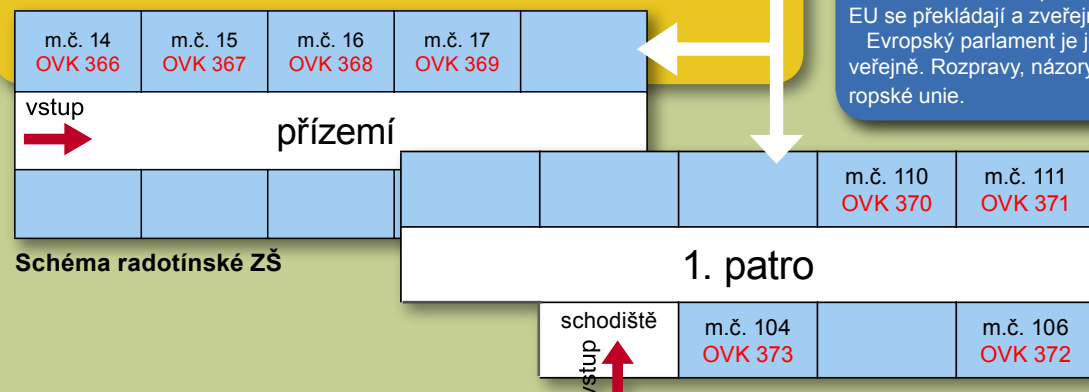 EU se překládají a zveřejň
Evropský parlament je j
veřejně. Rozpravy, názory
ropské unie.
m.č. 14
OVK 366
m.č. 15
OVK 367
m.č. 16
OVK 368
m.č. 17
OVK 369
vstup
přízemí
Schéma radotínské ZŠ
m.č. 110
OVK 370
m.č. 111
OVK 371
1. patro
schodiště
vstup
m.č. 104
OVK 373
m.č. 106
OVK 372